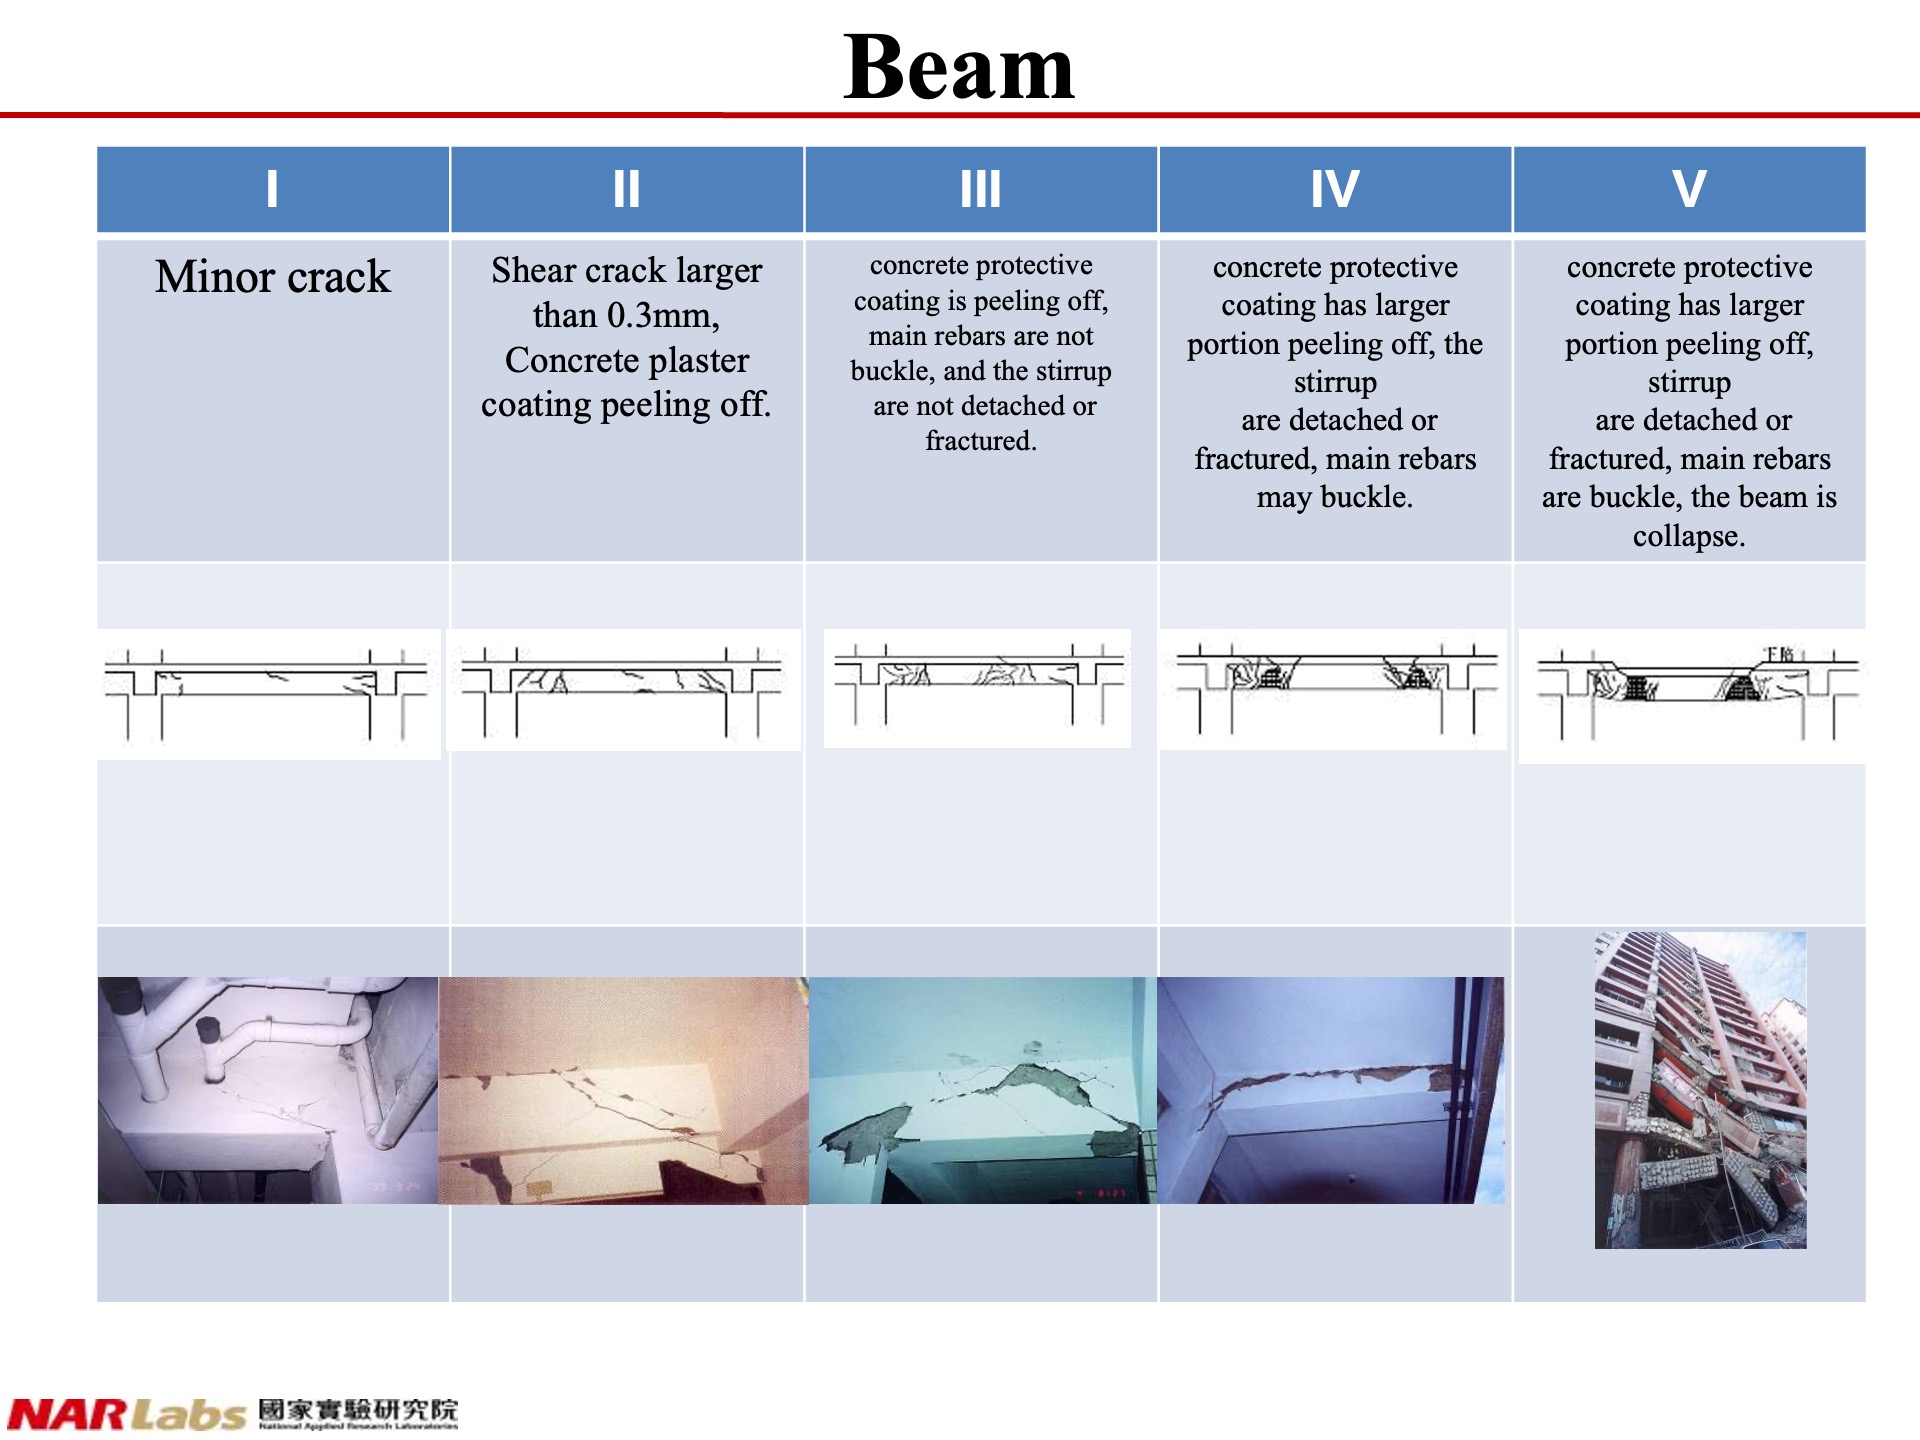 Beam
I
II
III
IV
V
Minor crack
Shear crack larger
than 0.3mm,
Concrete plaster
coating peeling off.
concrete protective
coating is peeling off,
main rebars are not
buckle, and the stirrup
are not detached or
fractured.
concrete protective
coating has larger
portion peeling off, the
stirrup
are detached or
fractured, main rebars
may buckle.
concrete protective
coating has larger
portion peeling off,
stirrup
are detached or
fractured, main rebars
are buckle, the beam is
collapse.
下陷
NARLabs 國家實驗研究院
National Applied Research Laboratories